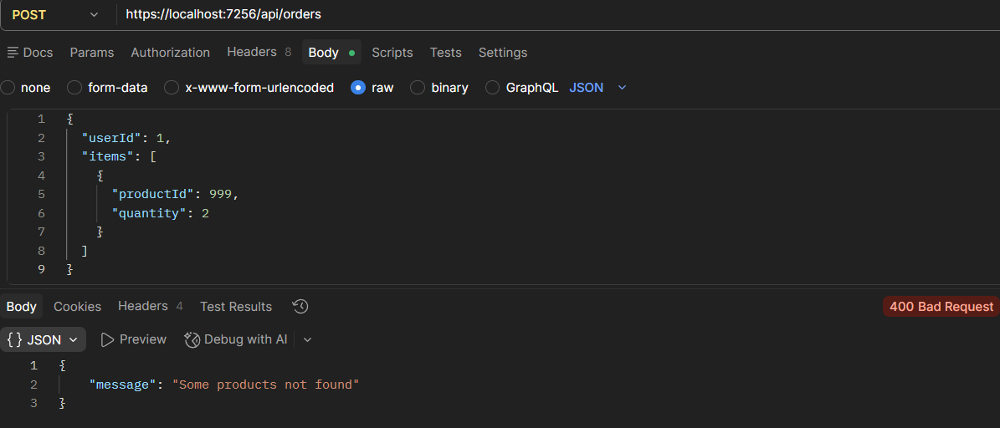 POST https://localhost:7256/api/orders
Docs Params Authorization Headers 8 Body Scripts Tests Settings
none form-data x-www-form-urlencoded raw binary GraphQL JSON
1 {
2 "userId": 1,
3 "items": [
4 {
5 "productId": 999,
6 "quantity": 2
7 }
8 ]
9 }
Body Cookies Headers 4 Test Results 400 Bad Request
{} JSON Preview Debug with AI
1 {
2 "message": "Some products not found"
3 }